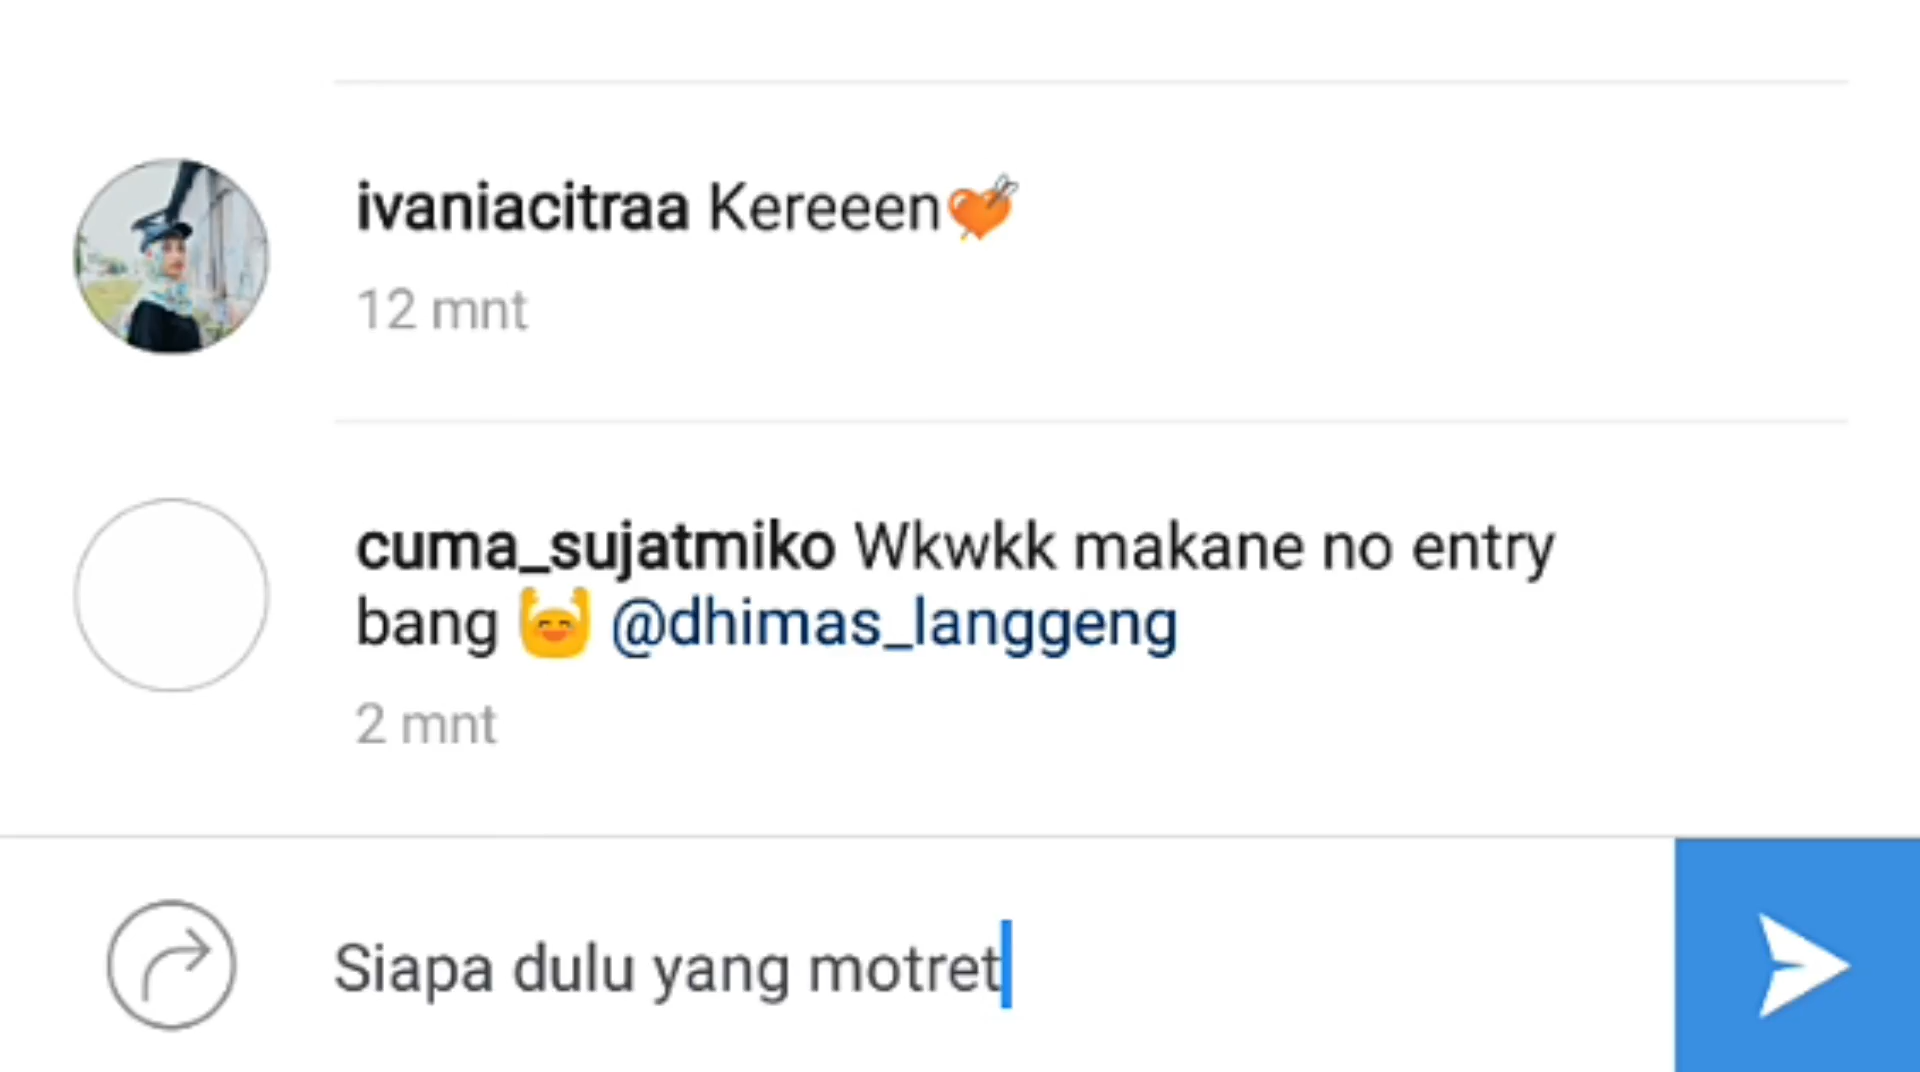 ivaniacitraa Kereeen💘
12 mnt
cuma_sujatmiko Wkwkk makane no entry
bang 🙌 @dhimas_langgeng
2 mnt
Siapa dulu yang motret